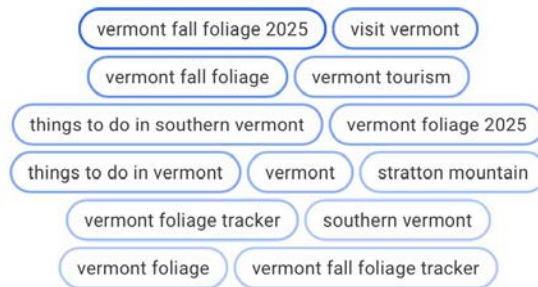 vermont fall foliage 2025 visit vermont
vermont fall foliage vermont tourism
things to do in southern vermont vermont foliage 2025
things to do in vermont vermont stratton mountain
vermont foliage tracker southern vermont
vermont foliage vermont fall foliage tracker